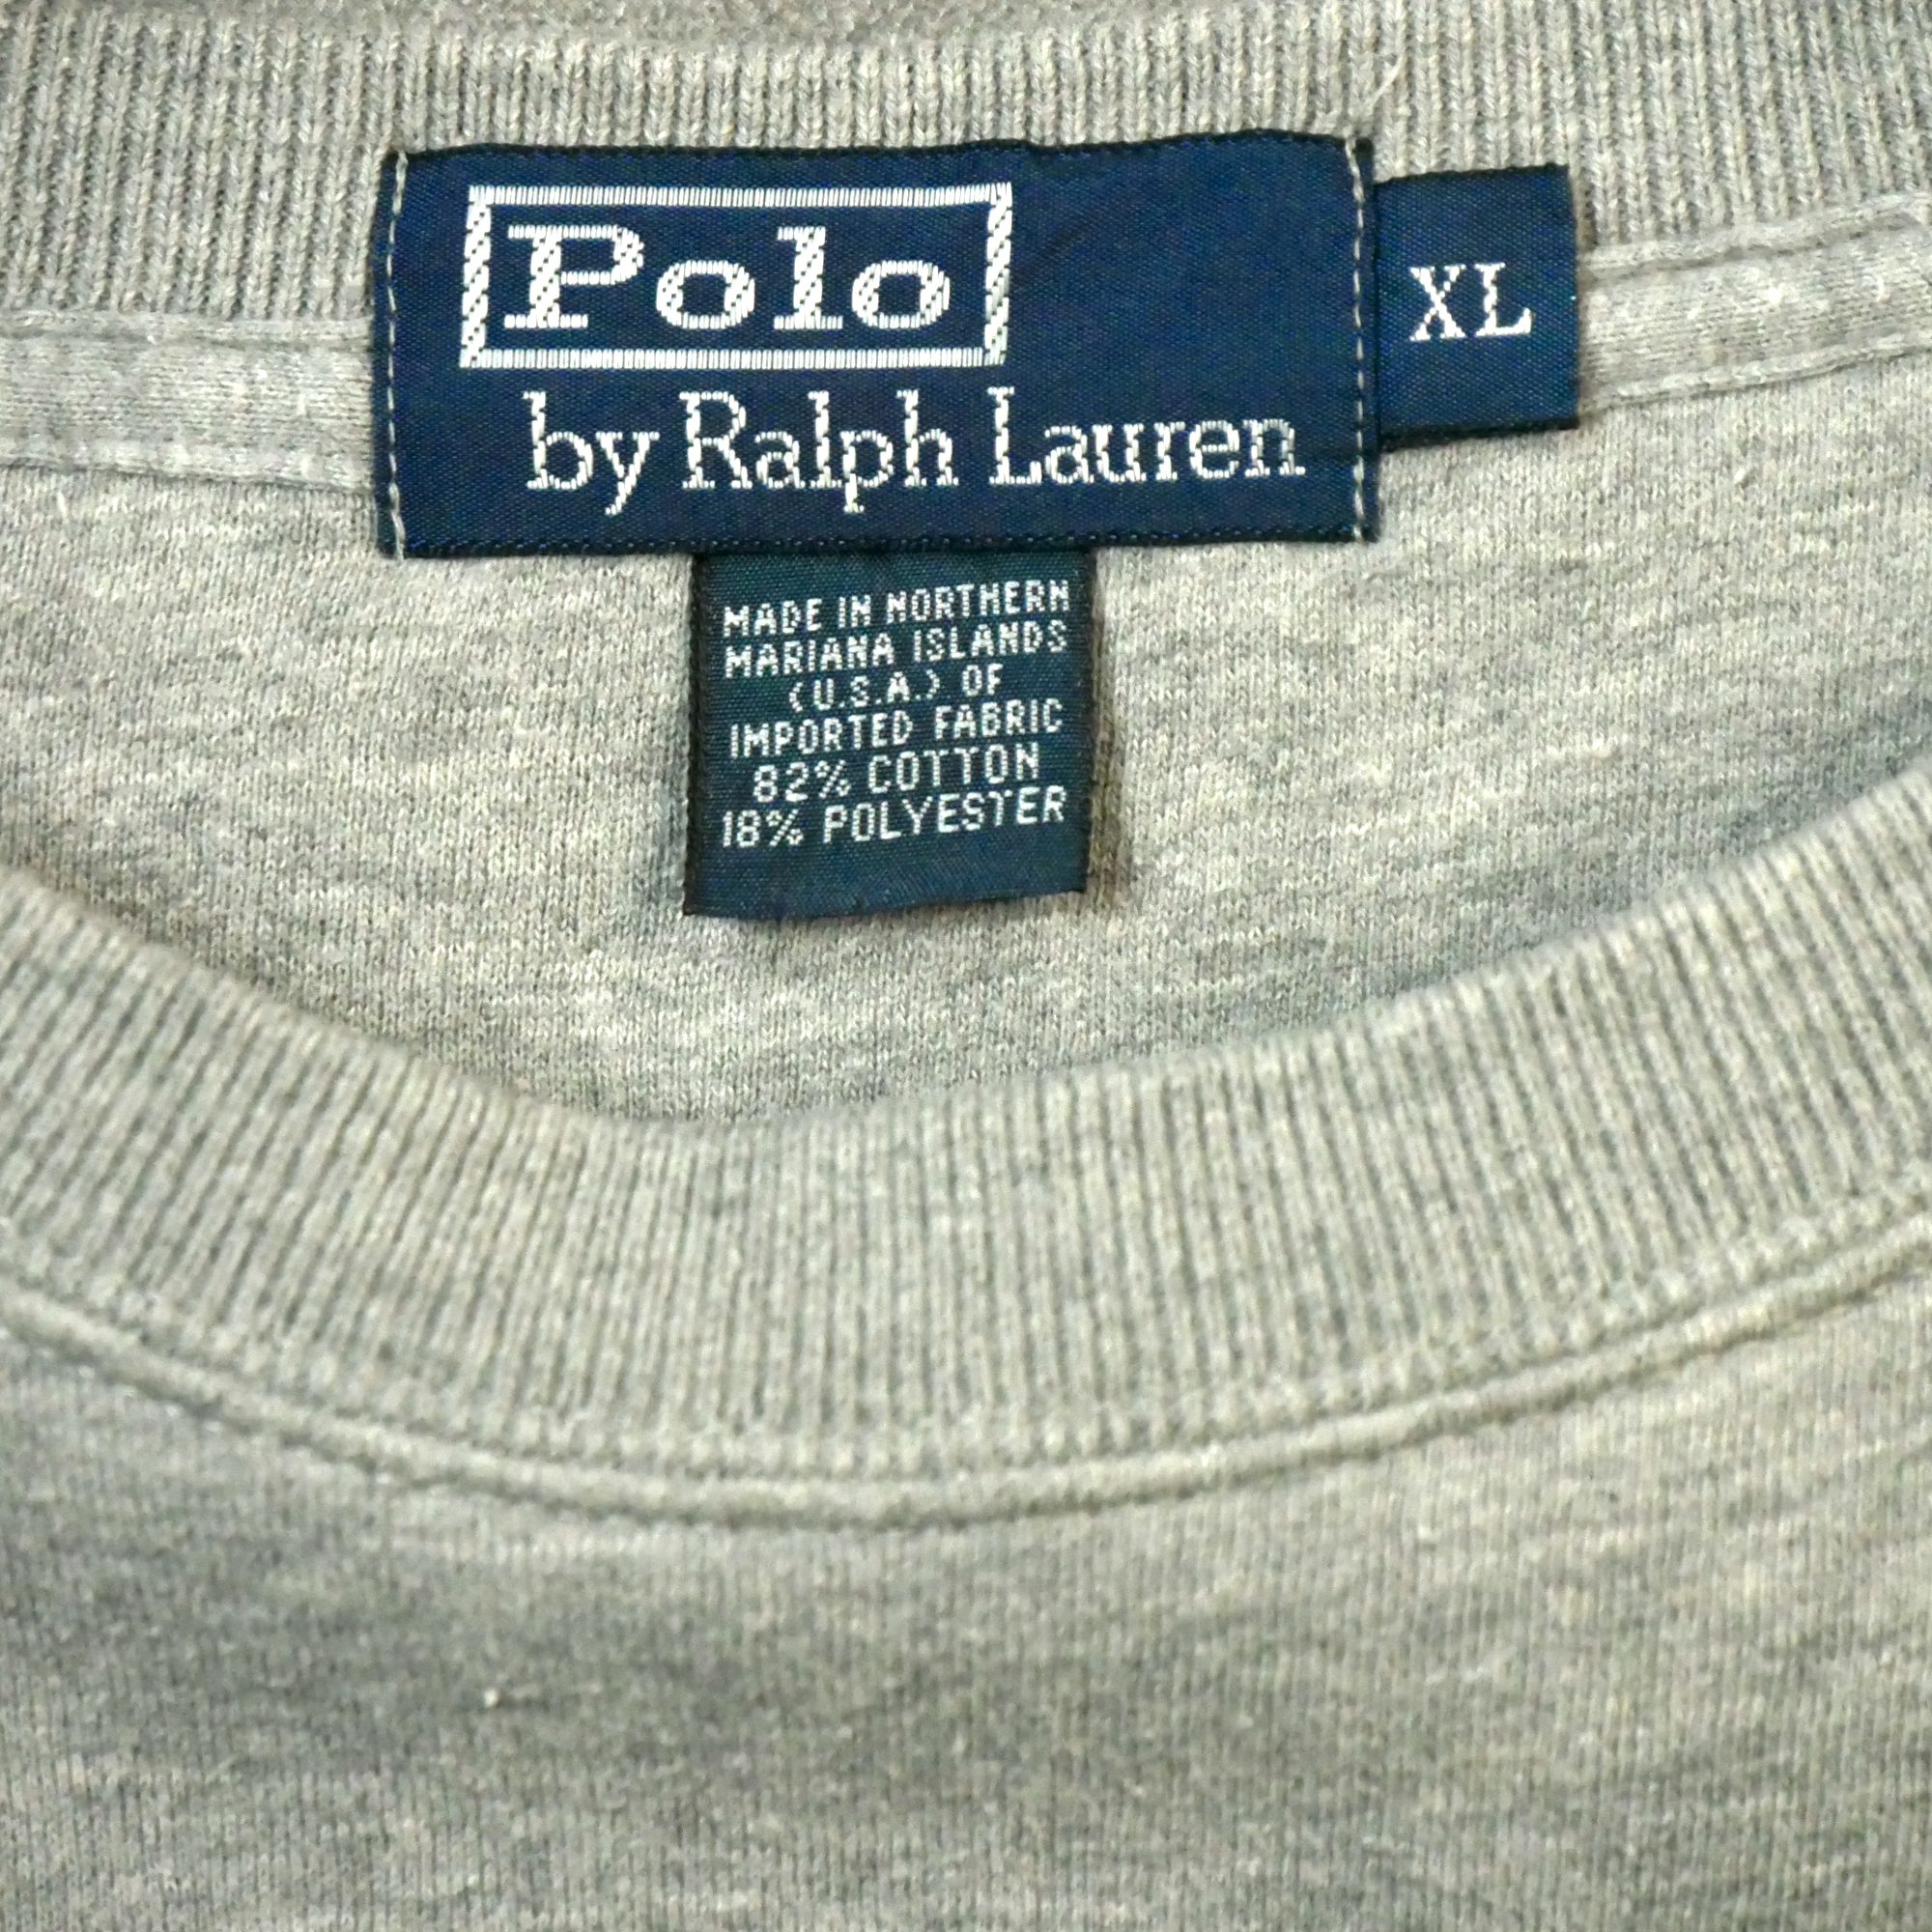 Polo
by Ralph Lauren
XL
MADE IN NORTHERN
MARIANA ISLANDS
(U.S.A.) OF
IMPORTED FABRIC
82% COTTON
18% POLYESTER